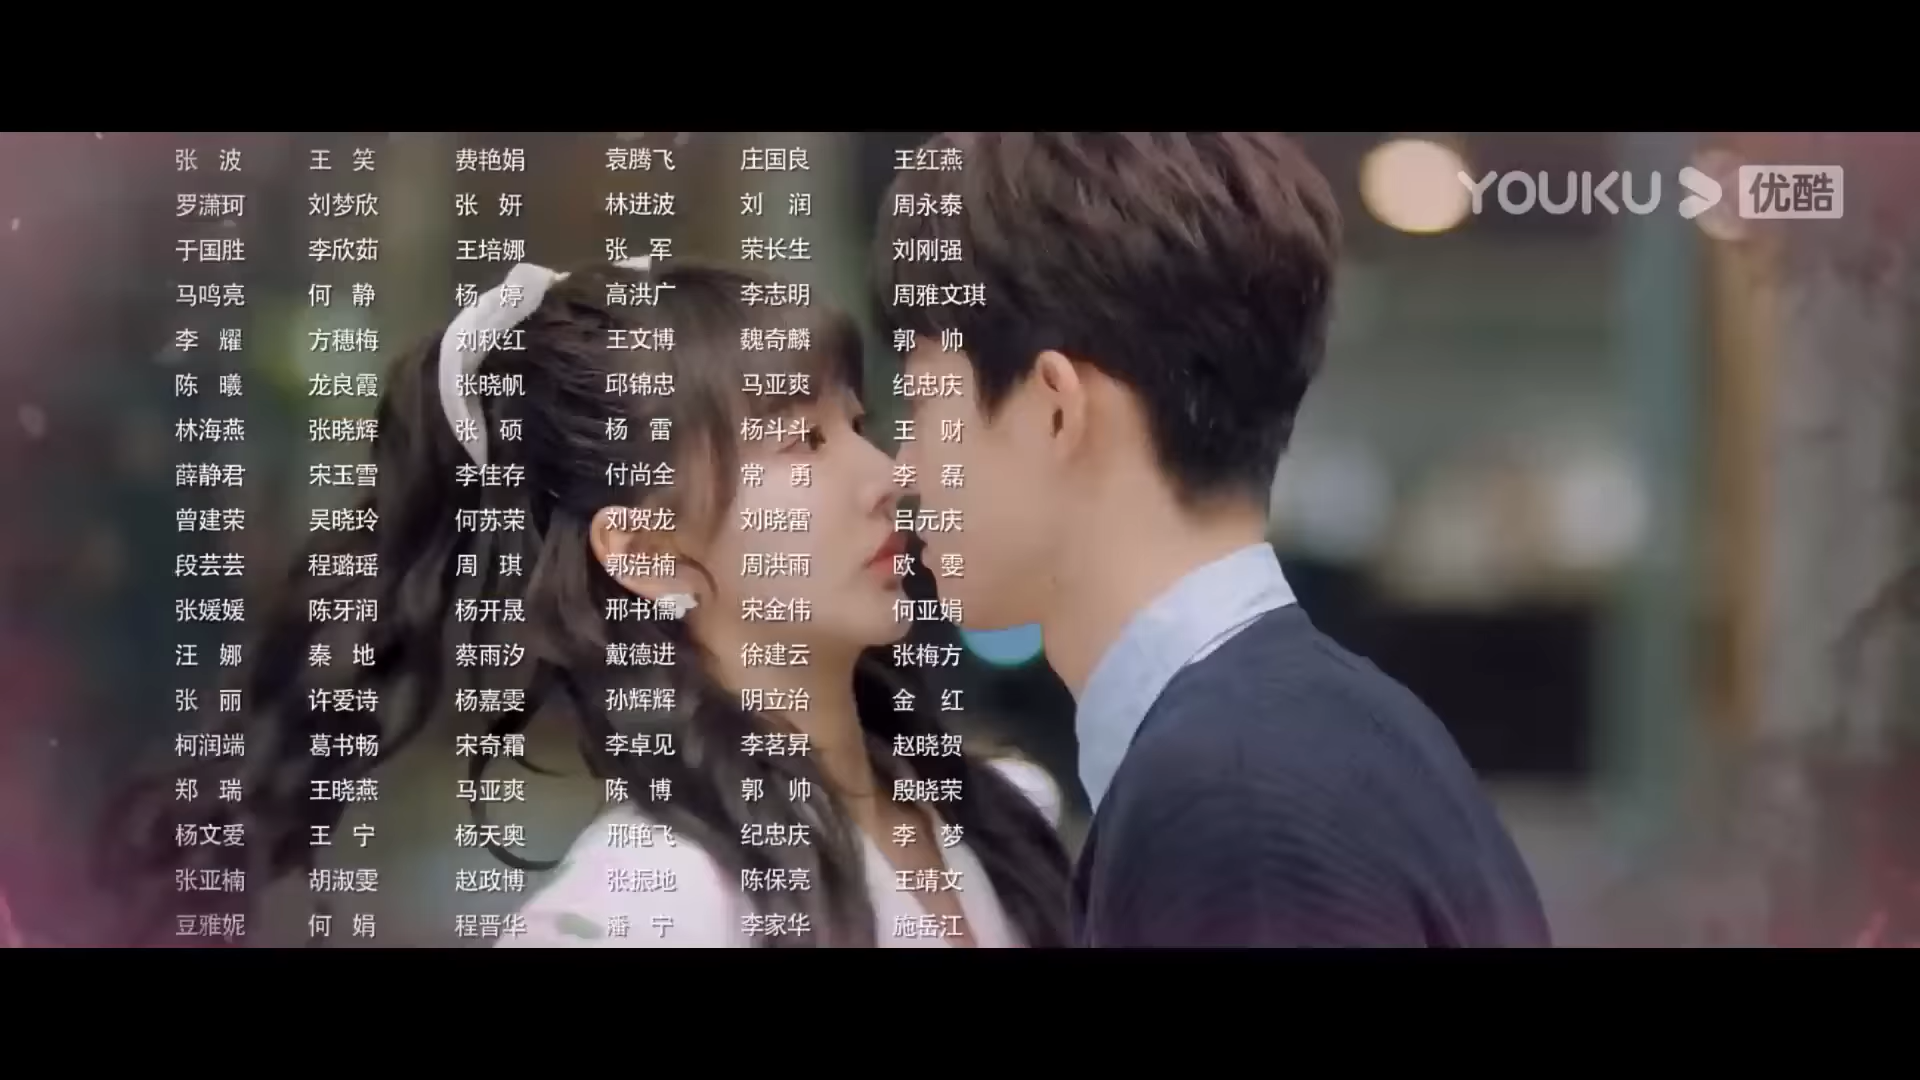 张 波 王 笑 费艳娟 袁腾飞 庄国良 王红燕
YOUKU 优酷
罗潇珂 刘梦欣 张 妍 林进波 刘 润 周永泰
于国胜 李欣茹 王培娜 张 军 荣长生 刘刚强
马鸣亮 何 静 杨 婷 高洪广 李志明 周雅文琪
李 耀 方穗梅 刘秋红 王文博 魏奇麟 郭 帅
陈 曦 龙良霞 张晓帆 邱锦忠 马亚爽 纪忠庆
林海燕 张晓辉 张 硕 杨 雷 杨斗斗 王 财
薛静君 宋玉雪 李佳存 付尚全 常 勇 李 磊
曾建荣 吴晓玲 何苏荣 刘贺龙 刘晓雷 吕元庆
段芸芸 程璐瑶 周 琪 郭浩楠 周洪雨 欧 雯
张媛媛 陈牙润 杨开晟 邢书儒 宋金伟 何亚娟
汪 娜 秦 地 蔡雨汐 戴德进 徐建云 张梅方
张 丽 许爱诗 杨嘉雯 孙辉辉 阴立治 金 红
柯润端 葛书畅 宋奇霜 李卓见 李茗昇 赵晓贺
郑 瑞 王晓燕 马亚爽 陈 博 郭 帅 殷晓荣
杨文爱 王 宁 杨天奥 邢艳飞 纪忠庆 李 梦
张亚楠 胡淑雯 赵政博 张振地 陈保亮 王靖文
豆雅妮 何 娟 程晋华 潘 宁 李家华 施岳江